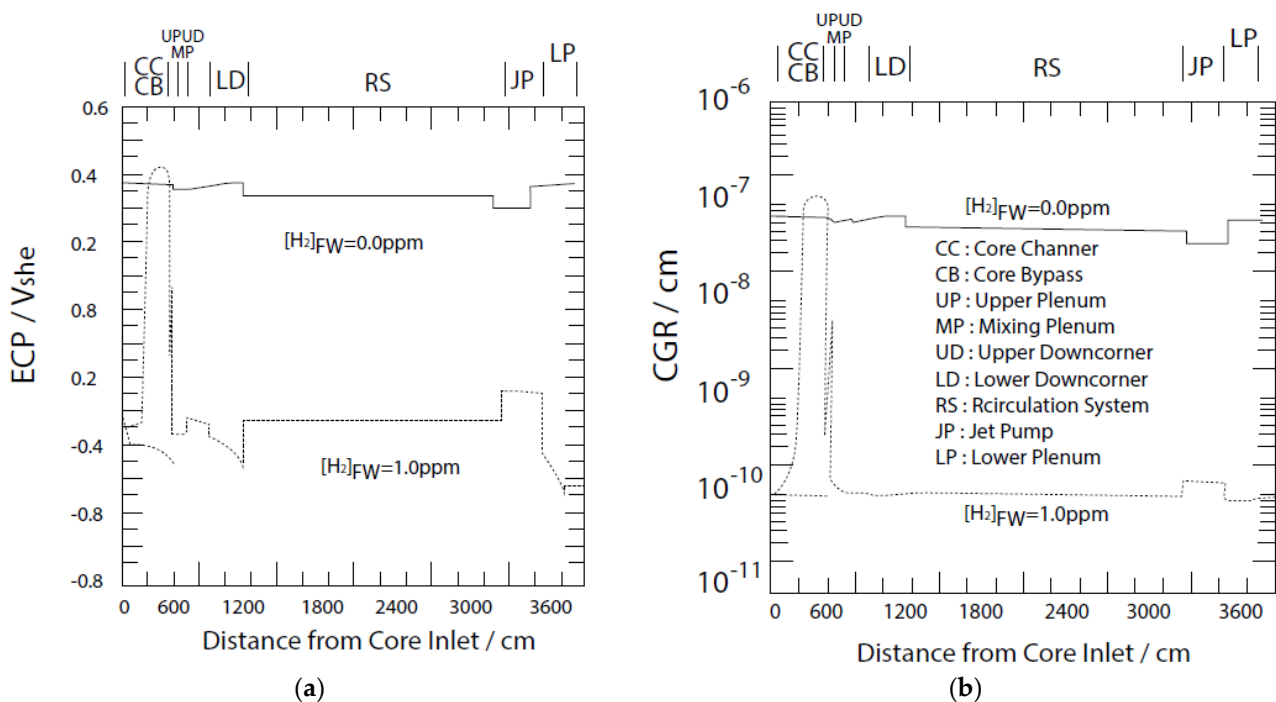 UPUD
MP
CC
CB
LD
RS
JP
LP
0.6
0.4
0.2
0.8
0.2
-0.4
-0.8
-0.8
ECP / Vshe
[H2]FW=0.0ppm
[H2]FW=1.0ppm
0 600 1200 1800 2400 3000 3600
Distance from Core Inlet / cm
(a)
UPUD
MP
CC
CB
LD
RS
JP
LP
10-6
10-7
10-8
10-9
10-10
10-11
CGR / cm
[H2]FW=0.0ppm
CC : Core Channer
CB : Core Bypass
UP : Upper Plenum
MP : Mixing Plenum
UD : Upper Downcorner
LD : Lower Downcorner
RS : Rcirculation System
JP : Jet Pump
LP : Lower Plenum
[H2]FW=1.0ppm
0 600 1200 1800 2400 3000 3600
Distance from Core Inlet / cm
(b)